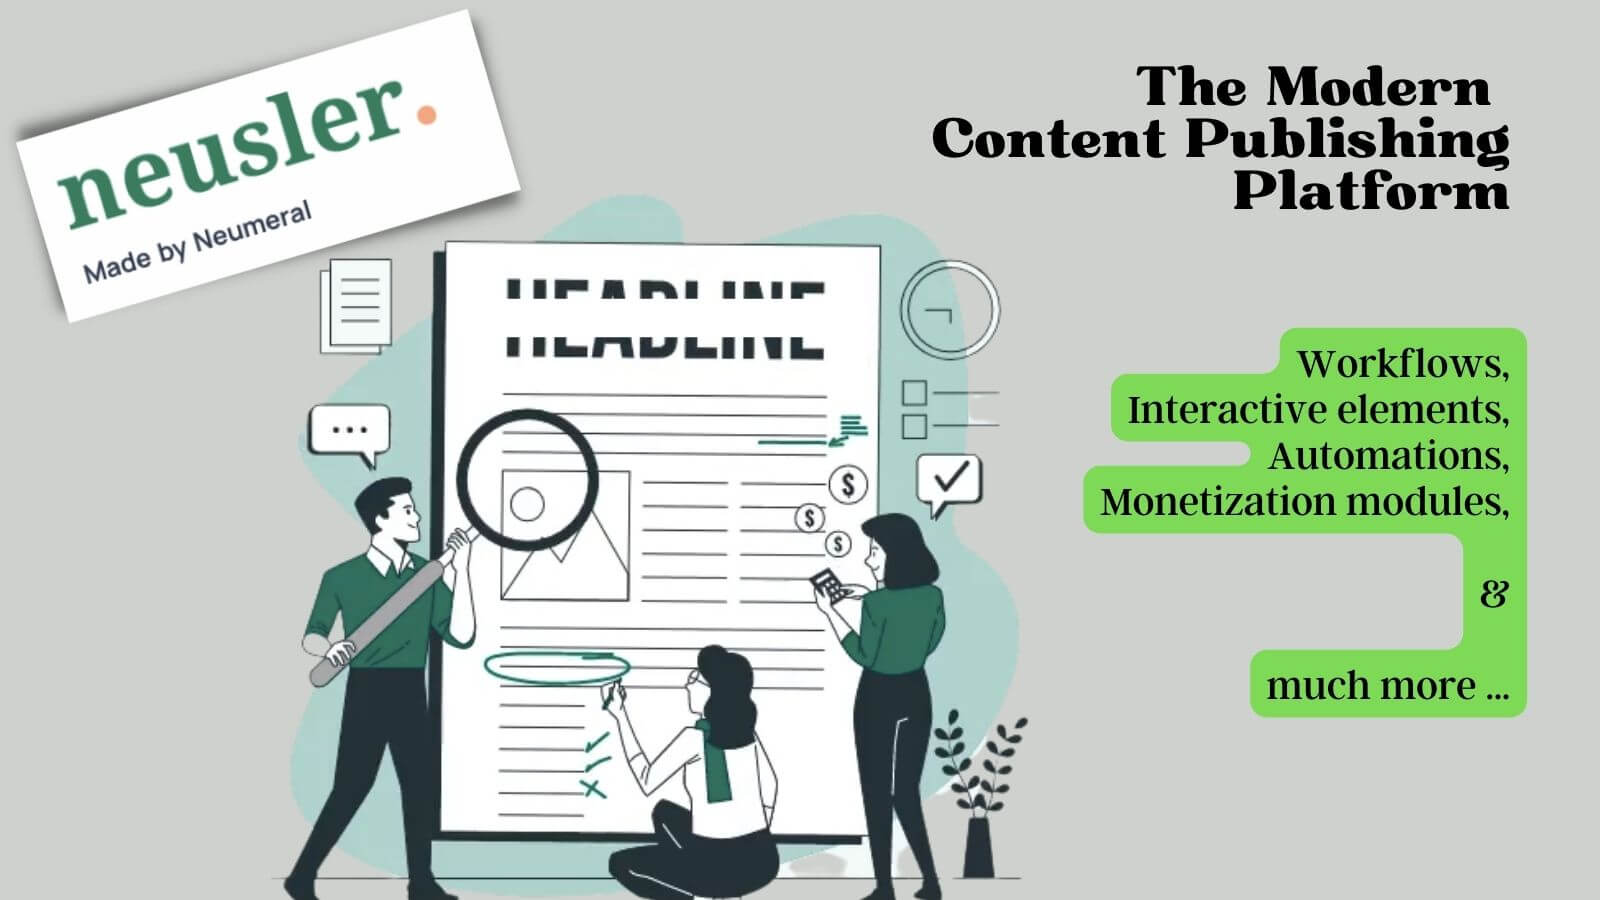 neusler.
Made by Neumeral
The Modern
Content Publishing
Platform
HEADLINE
Workflows,
Interactive elements,
Automations,
Monetization modules,
&
much more ...
$
$
$